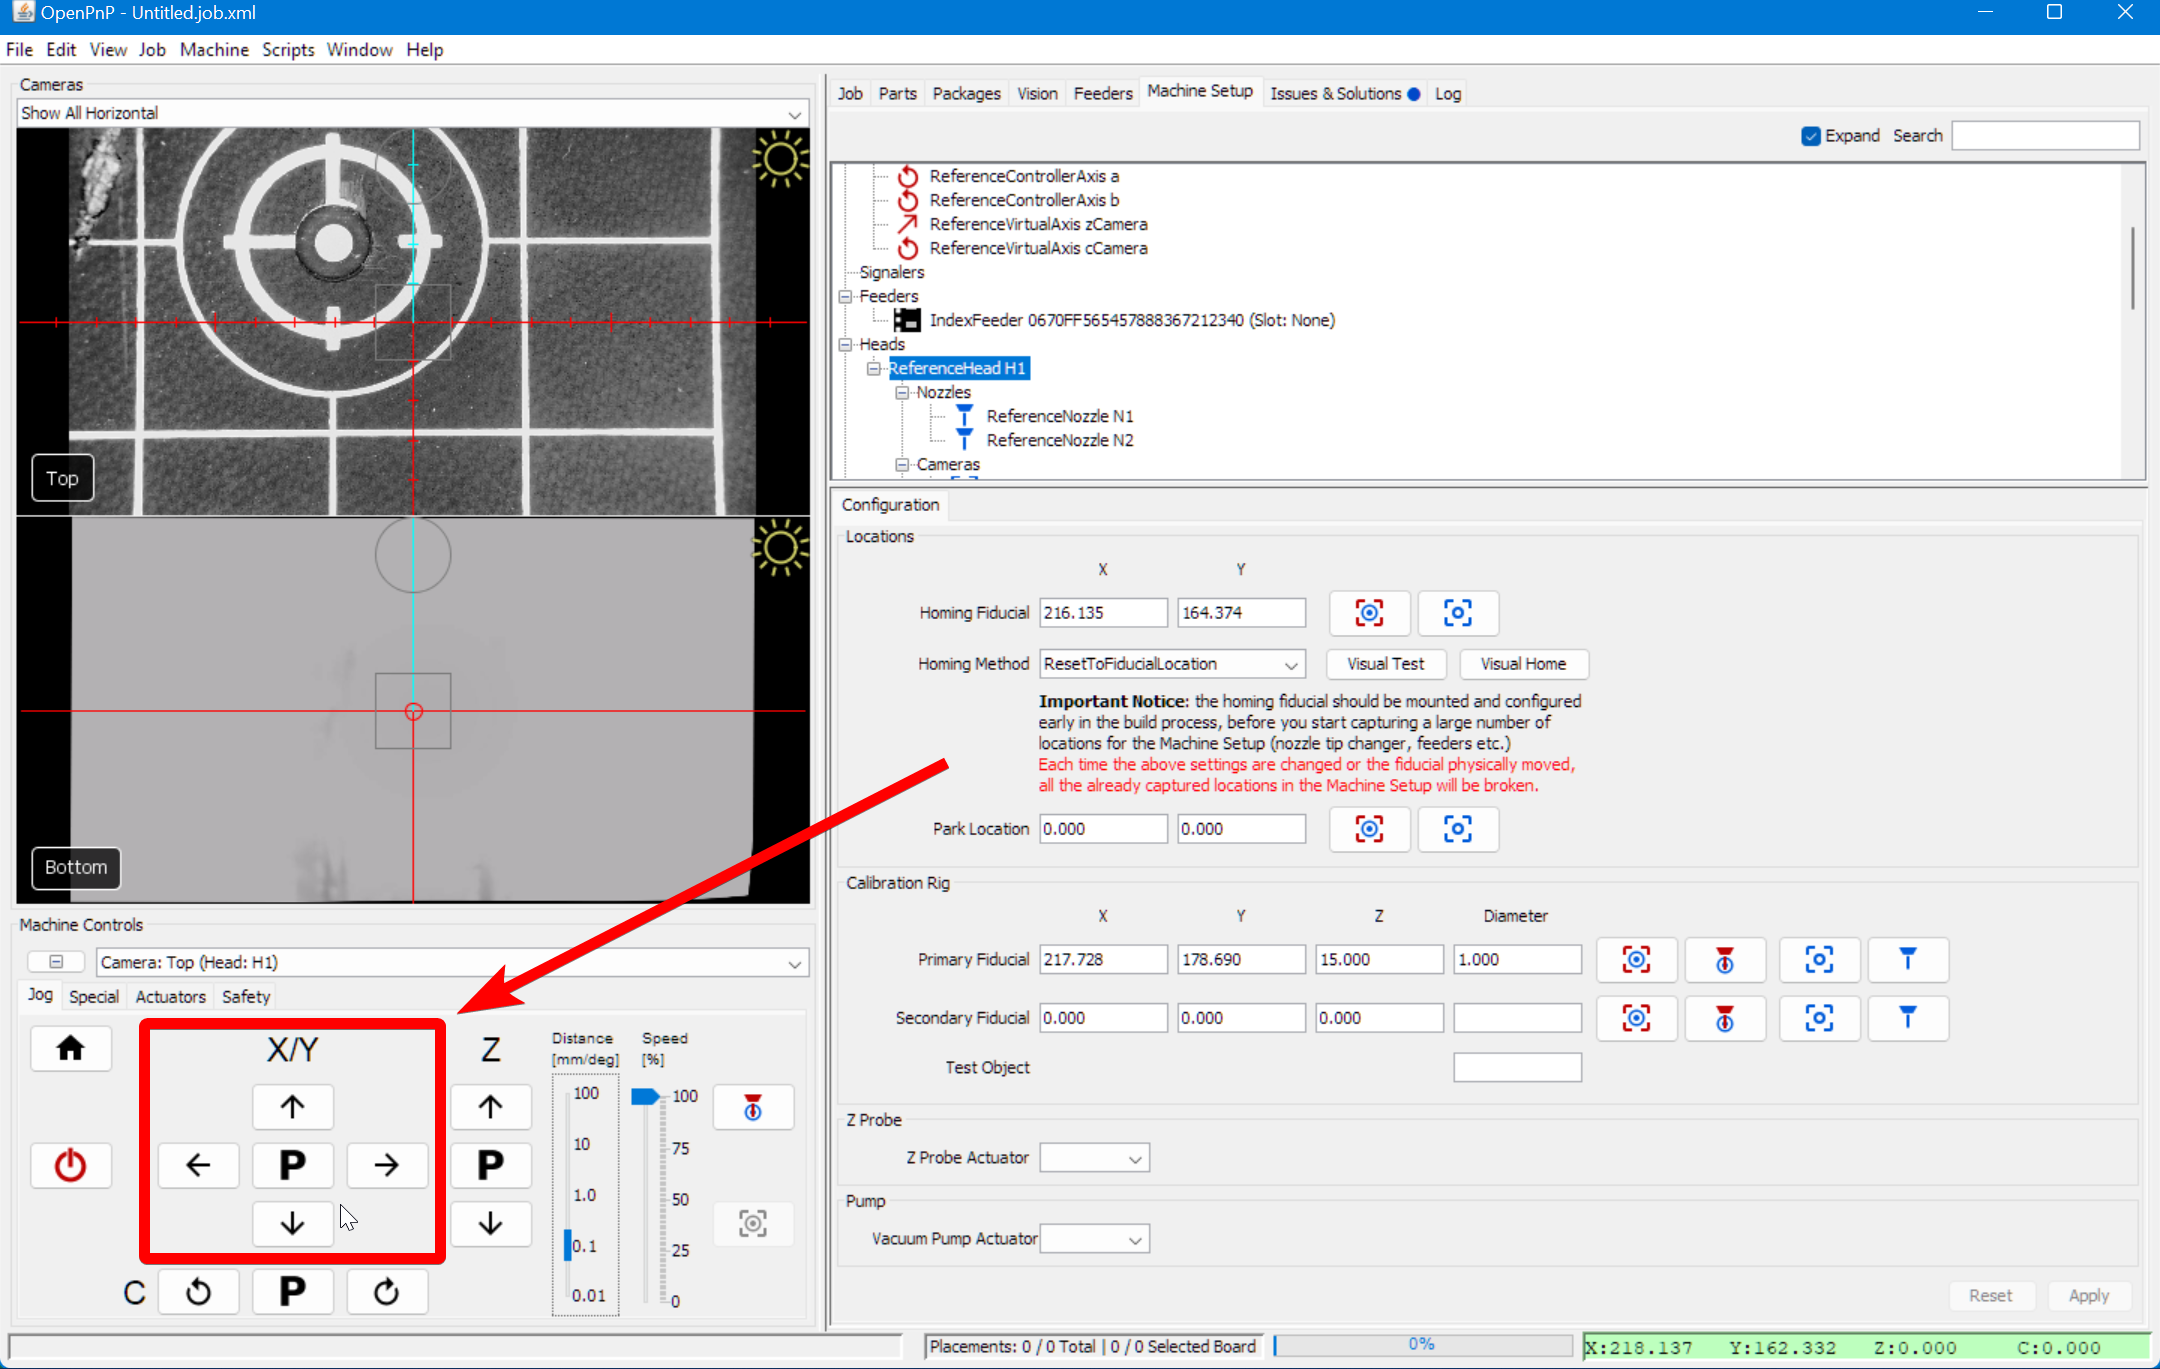 OpenPnP - Untitled.job.xml
File Edit View Job Machine Scripts Window Help
Cameras
Show All Horizontal
Top
Bottom
Machine Controls
Camera: Top (Head: H1)
Jog Special Actuators Safety
X/Y
Z
Distance [mm/deg]
Speed [%]
100
10
1.0
0.1
0.01
100
75
50
25
0
P
P
C
P
Job Parts Packages Vision Feeders Machine Setup Issues & Solutions Log
Expand Search
ReferenceControllerAxis a
ReferenceControllerAxis b
ReferenceVirtualAxis zCamera
ReferenceVirtualAxis cCamera
Signalers
Feeders
IndexFeeder 0670FF565457888367212340 (Slot: None)
Heads
ReferenceHead H1
Nozzles
ReferenceNozzle N1
ReferenceNozzle N2
Cameras
Configuration
Locations
X Y
Homing Fiducial 216.135 164.374
Homing Method ResetToFiducialLocation Visual Test Visual Home
Important Notice: the homing fiducial should be mounted and configured
early in the build process, before you start capturing a large number of
locations for the Machine Setup (nozzle tip changer, feeders etc.)
Each time the above settings are changed or the fiducial physically moved,
all the already captured locations in the Machine Setup will be broken.
Park Location 0.000 0.000
Calibration Rig
X Y Z Diameter
Primary Fiducial 217.728 178.690 15.000 1.000
Secondary Fiducial 0.000 0.000 0.000
Test Object
Z Probe
Z Probe Actuator
Pump
Vacuum Pump Actuator
Reset Apply
Placements: 0 / 0 Total | 0 / 0 Selected Board 0% X:218.137 Y:162.332 Z:0.000 C:0.000